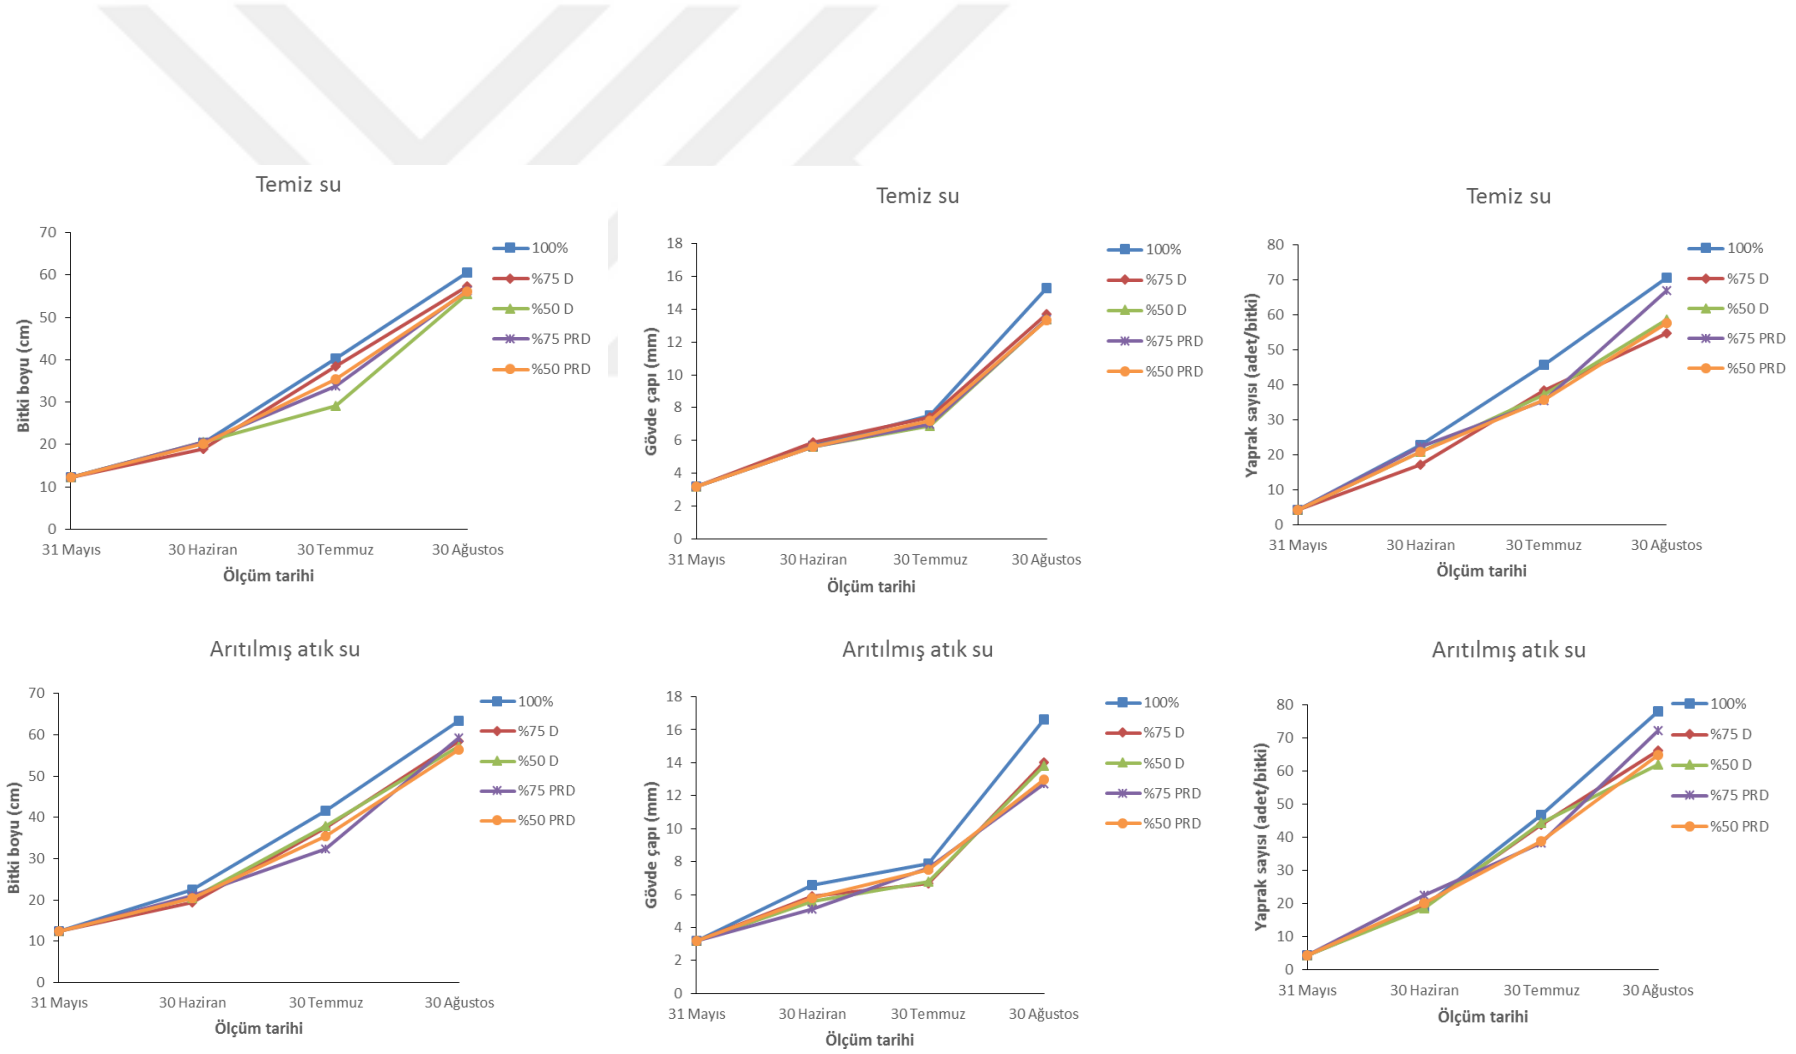 Temiz su
70
60
50
40
30
20
10
0
Bitki boyu (cm)
31 Mayıs
30 Haziran
30 Temmuz
30 Ağustos
Ölçüm tarihi
100%
%75 D
%50 D
%75 PRD
%50 PRD
Temiz su
18
16
14
12
10
8
6
4
2
0
Gövde çapı (mm)
31 Mayıs
30 Haziran
30 Temmuz
30 Ağustos
Ölçüm tarihi
100%
%75 D
%50 D
%75 PRD
%50 PRD
Temiz su
80
70
60
50
40
30
20
10
0
Yaprak sayısı (adet/bitki)
31 Mayıs
30 Haziran
30 Temmuz
30 Ağustos
Ölçüm tarihi
100%
%75 D
%50 D
%75 PRD
%50 PRD
Arıtılmış atık su
70
60
50
40
30
20
10
0
Bitki boyu (cm)
31 Mayıs
30 Haziran
30 Temmuz
30 Ağustos
Ölçüm tarihi
100%
%75 D
%50 D
%75 PRD
%50 PRD
Arıtılmış atık su
18
16
14
12
10
8
6
4
2
0
Gövde çapı (mm)
31 Mayıs
30 Haziran
30 Temmuz
30 Ağustos
Ölçüm tarihi
100%
%75 D
%50 D
%75 PRD
%50 PRD
Arıtılmış atık su
80
70
60
50
40
30
20
10
0
Yaprak sayısı (adet/bitki)
31 Mayıs
30 Haziran
30 Temmuz
30 Ağustos
Ölçüm tarihi
100%
%75 D
%50 D
%75 PRD
%50 PRD